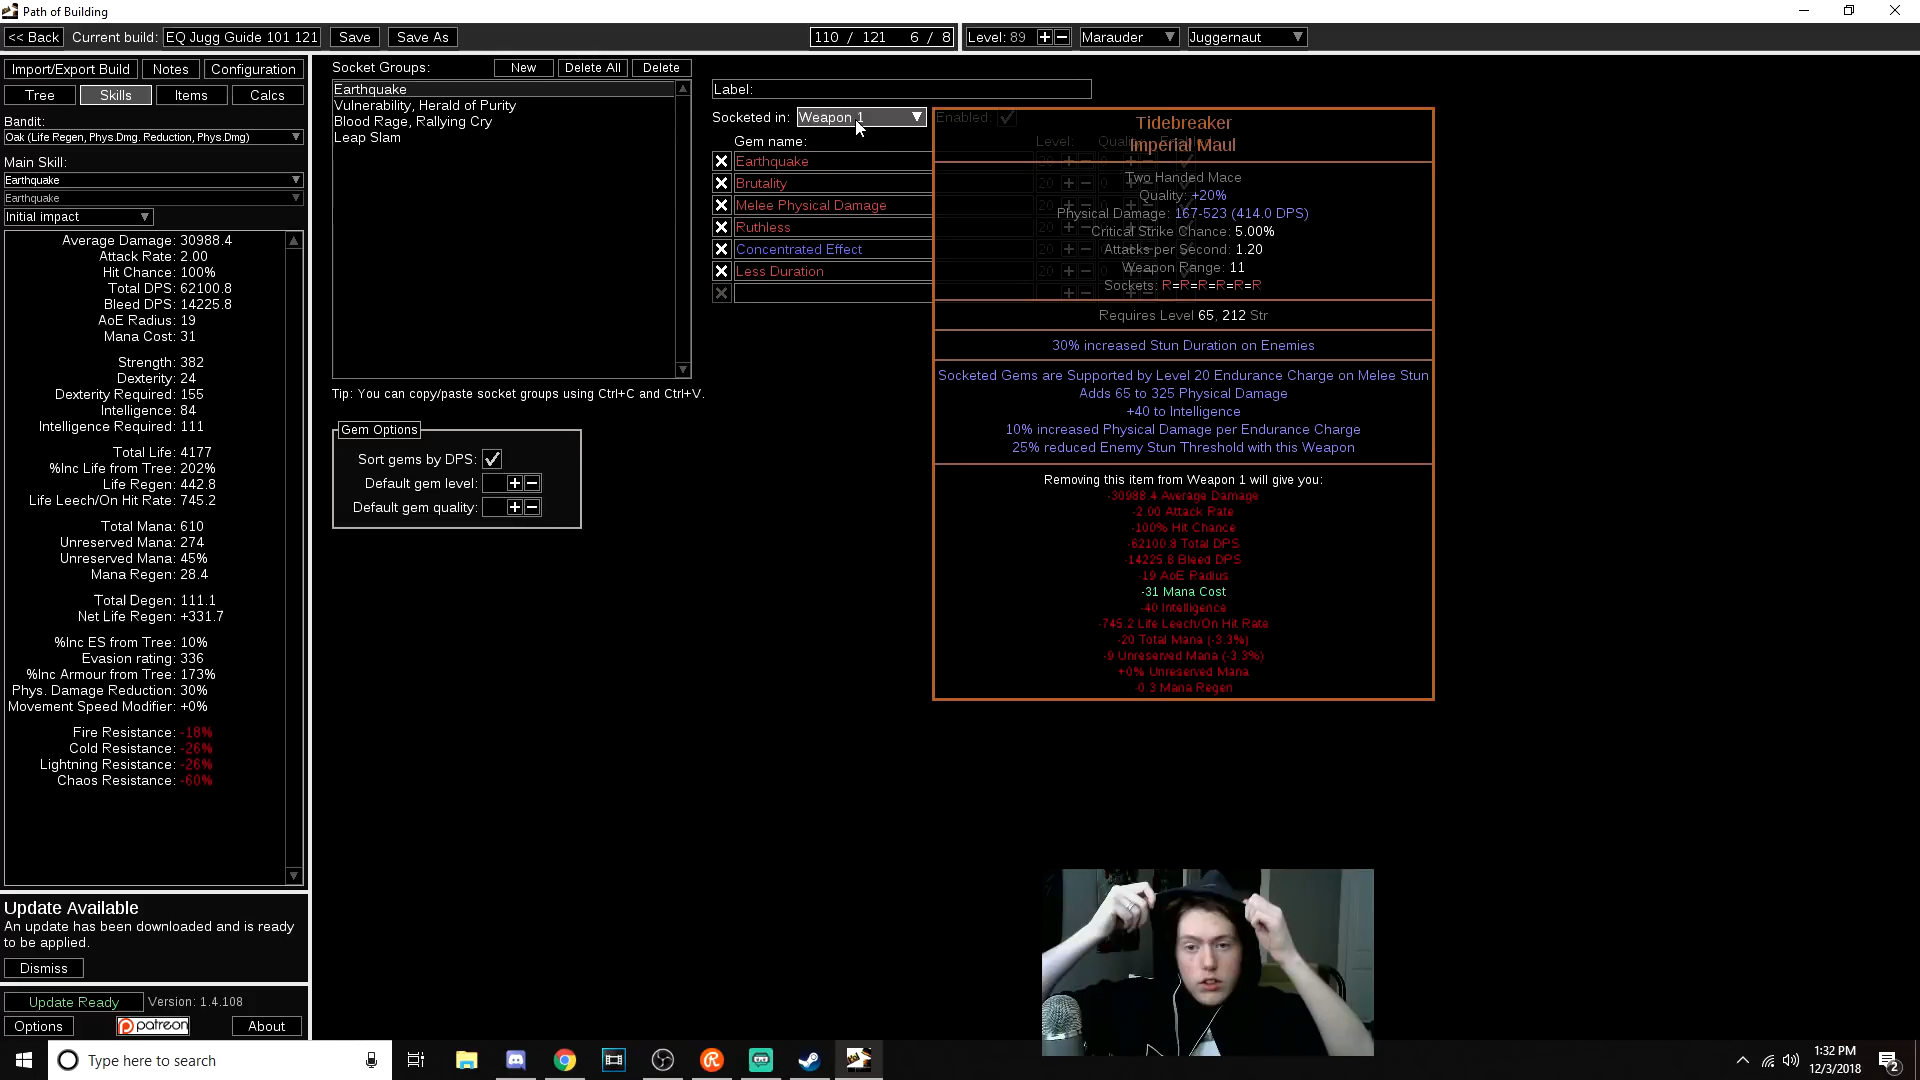 Path of Building
<< Back
Current build: EQ Jugg Guide 101 121
Save
Save As
110 / 121 6 / 8
Level: 89 + −
Marauder
Juggernaut
Import/Export Build
Notes
Configuration
Tree
Skills
Items
Calcs
Bandit:
Oak (Life Regen, Phys.Dmg. Reduction, Phys.Dmg)
Main Skill:
Earthquake
Earthquake
Initial impact
Average Damage: 30988.4
Attack Rate: 2.00
Hit Chance: 100%
Total DPS: 62100.8
Bleed DPS: 14225.8
AoE Radius: 19
Mana Cost: 31
Strength: 382
Dexterity: 24
Dexterity Required: 155
Intelligence: 84
Intelligence Required: 111
Total Life: 4177
%Inc Life from Tree: 202%
Life Regen: 442.8
Life Leech/On Hit Rate: 745.2
Total Mana: 610
Unreserved Mana: 274
Unreserved Mana: 45%
Mana Regen: 28.4
Total Degen: 111.1
Net Life Regen: +331.7
%Inc ES from Tree: 10%
Evasion rating: 336
%Inc Armour from Tree: 173%
Phys. Damage Reduction: 30%
Movement Speed Modifier: +0%
Fire Resistance: -18%
Cold Resistance: -26%
Lightning Resistance: -26%
Chaos Resistance: -60%
Update Available
An update has been downloaded and is ready
to be applied.
Dismiss
Update Ready
Version: 1.4.108
Options
patreon
About
Socket Groups:
New
Delete All
Delete
Earthquake
Vulnerability, Herald of Purity
Blood Rage, Rallying Cry
Leap Slam
Tip: You can copy/paste socket groups using Ctrl+C and Ctrl+V.
Gem Options
Sort gems by DPS:
Default gem level: + −
Default gem quality: + −
Label:
Socketed in: Weapon 1
Enabled:
Gem name:
Level:
Earthquake
Brutality
Melee Physical Damage
Ruthless
Concentrated Effect
Less Duration
Tidebreaker
Imperial Maul
Two Handed Mace
Quality: +20%
Physical Damage: 167-523 (414.0 DPS)
Critical Strike Chance: 5.00%
Attacks per Second: 1.20
Weapon Range: 11
Sockets: R=R=R=R=R=R
Requires Level 65, 212 Str
30% increased Stun Duration on Enemies
Socketed Gems are Supported by Level 20 Endurance Charge on Melee Stun
Adds 65 to 325 Physical Damage
+40 to Intelligence
10% increased Physical Damage per Endurance Charge
25% reduced Enemy Stun Threshold with this Weapon
Removing this item from Weapon 1 will give you:
-30988.4 Average Damage
-2.00 Attack Rate
-100% Hit Chance
-62100.8 Total DPS
-14225.8 Bleed DPS
-19 AoE Radius
-31 Mana Cost
-40 Intelligence
-745.2 Life Leech/On Hit Rate
-20 Total Mana (-3.3%)
-9 Unreserved Mana (-3.3%)
+0% Unreserved Mana
-0.3 Mana Regen
Type here to search
1:32 PM
12/3/2018
2